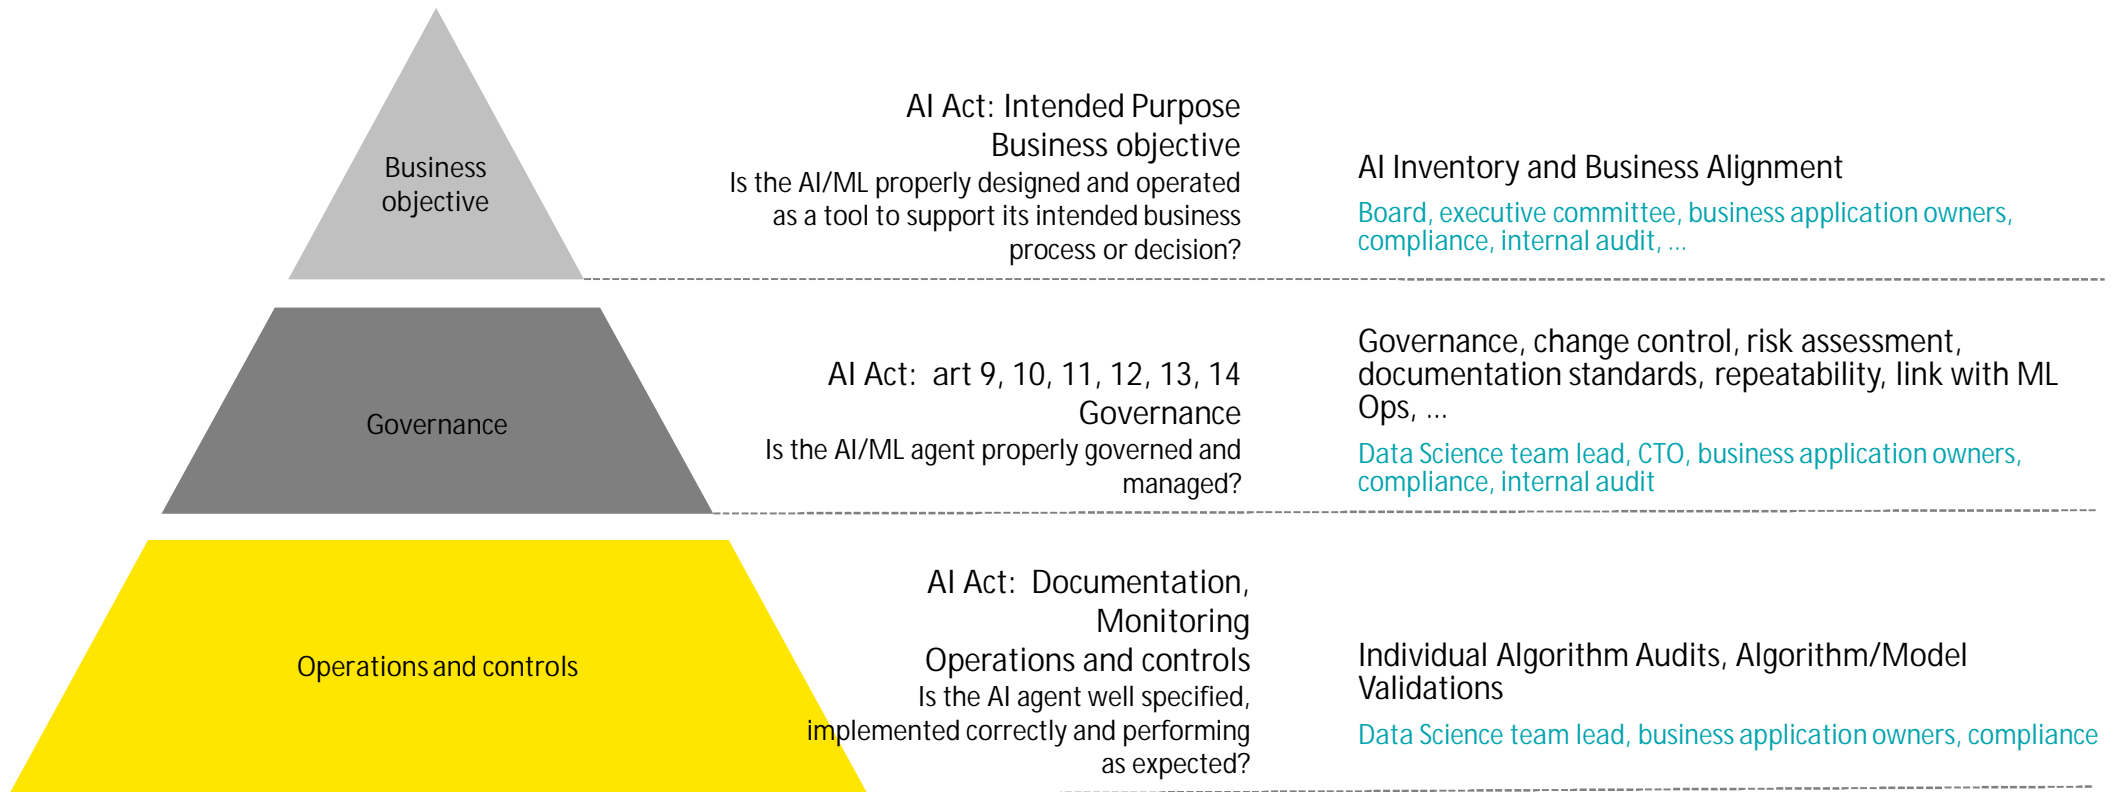 Business
objective
AI Act: Intended Purpose
Business objective
Is the AI/ML properly designed and operated
as a tool to support its intended business
process or decision?
AI Inventory and Business Alignment
Board, executive committee, business application owners,
compliance, internal audit, ...
Governance
AI Act:  art 9, 10, 11, 12, 13, 14
Governance
Is the AI/ML agent properly governed and
managed?
Governance, change control, risk assessment,
documentation standards, repeatability, link with ML
Ops, ...
Data Science team lead, CTO, business application owners,
compliance, internal audit
Operations and controls
AI Act:  Documentation,
Monitoring
Operations and controls
Is the AI agent well specified,
implemented correctly and performing
as expected?
Individual Algorithm Audits, Algorithm/Model
Validations
Data Science team lead, business application owners, compliance